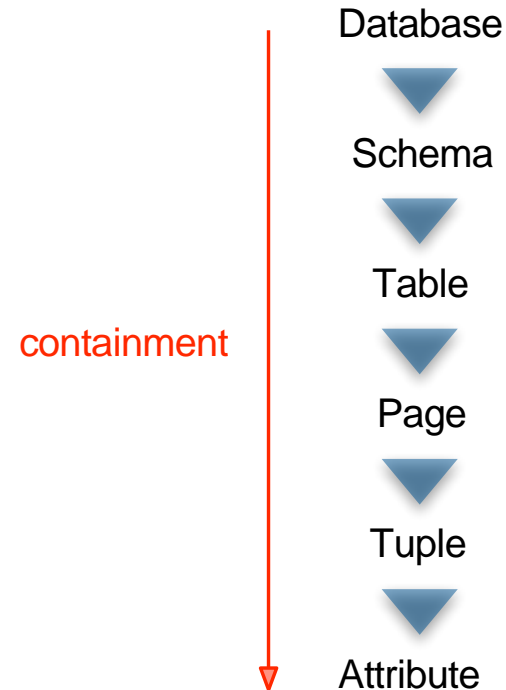 Database
Schema
Table
containment
Page
Tuple
Attribute